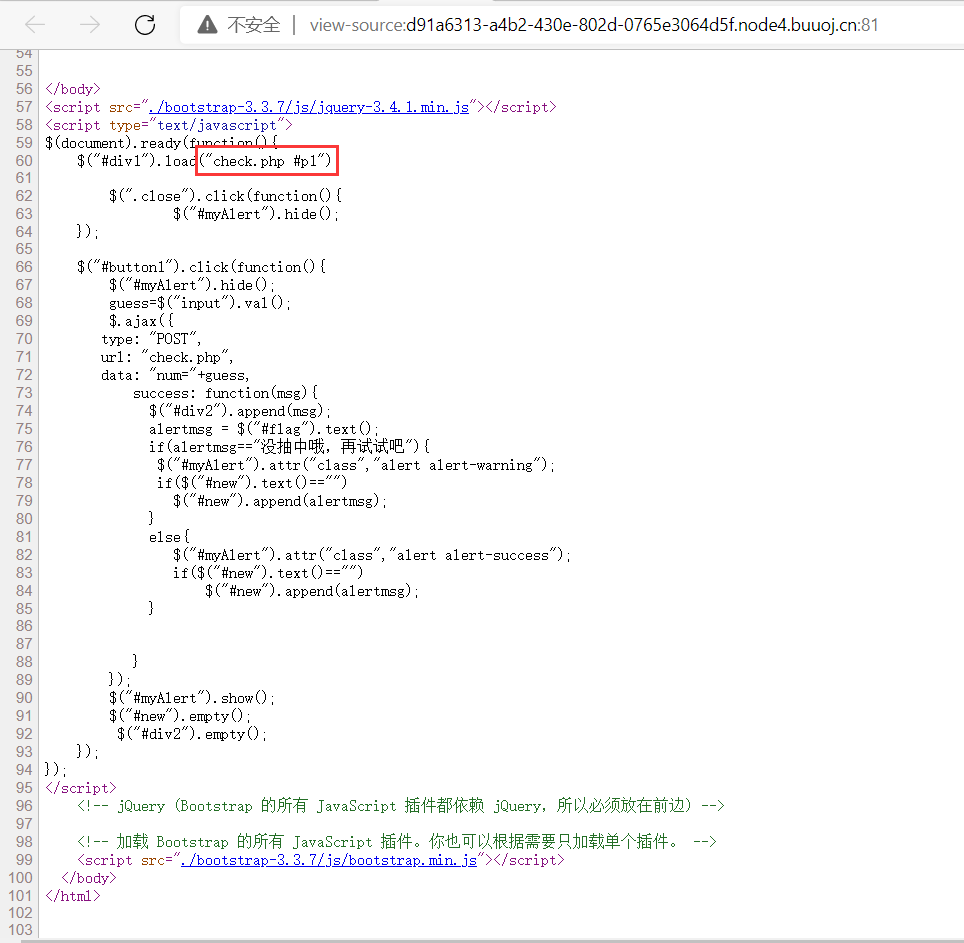 不安全 | view-source:d91a6313-a4b2-430e-802d-0765e3064d5f.node4.buuoj.cn:81
54
55
56 </body>
57 <script src="./bootstrap-3.3.7/js/jquery-3.4.1.min.js"></script>
58 <script type="text/javascript">
59 $(document).ready(function(){
60     $("#div1").load("check.php #p1")
61
62         $(".close").click(function(){
63                 $("#myAlert").hide();
64     });
65
66     $("#button1").click(function(){
67         $("#myAlert").hide();
68         guess=$("input").val();
69         $.ajax({
70        type: "POST",
71        url: "check.php",
72        data: "num="+guess,
73            success: function(msg){
74              $("#div2").append(msg);
75              alertmsg = $("#flag").text();
76              if(alertmsg=="没抽中哦，再试试吧"){
77               $("#myAlert").attr("class","alert alert-warning");
78               if($("#new").text()=="")
79                 $("#new").append(alertmsg);
80              }
81              else{
82                 $("#myAlert").attr("class","alert alert-success");
83                 if($("#new").text()=="")
84                     $("#new").append(alertmsg);
85              }
86
87
88            }
89         });
90         $("#myAlert").show();
91         $("#new").empty();
92          $("#div2").empty();
93     });
94 });
95 </script>
96     <!-- jQuery (Bootstrap 的所有 JavaScript 插件都依赖 jQuery，所以必须放在前边) -->
97
98     <!-- 加载 Bootstrap 的所有 JavaScript 插件。你也可以根据需要只加载单个插件。 -->
99     <script src="./bootstrap-3.3.7/js/bootstrap.min.js"></script>
100   </body>
101 </html>
102
103